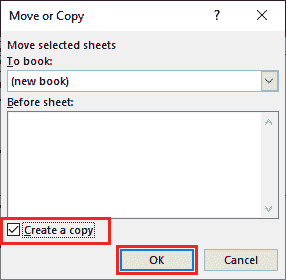 Move or Copy
Move selected sheets
To book:
(new book)
Before sheet:
Create a copy
OK
Cancel